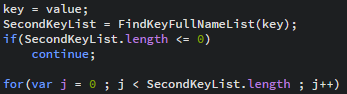 key = value;
SecondKeyList = FindKeyFullNameList(key);
if(SecondKeyList.length <= 0)
continue;
for(var j = 0 ; j < SecondKeyList.length ; j++)